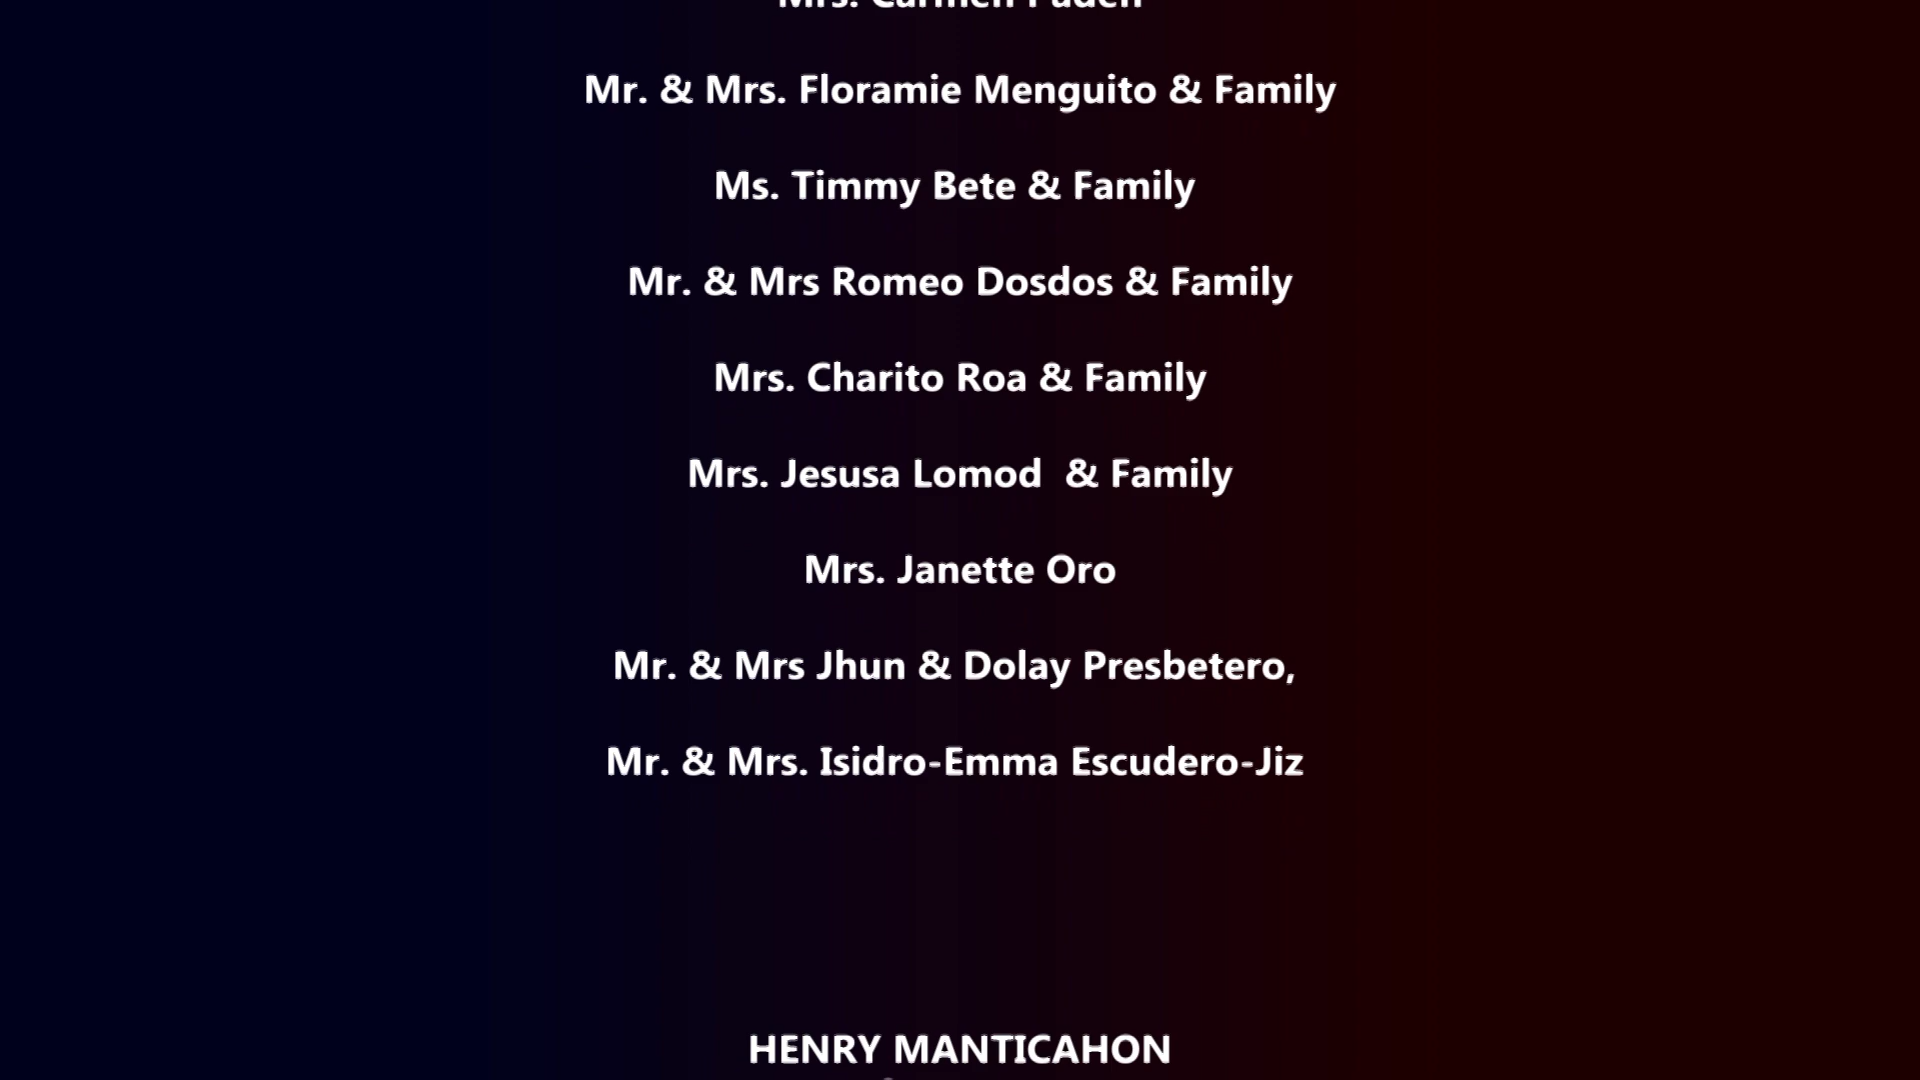 Mrs. Carmen
Mr. & Mrs. Floramie Menguito & Family
Ms. Timmy Bete & Family
Mr. & Mrs Romeo Dosdos & Family
Mrs. Charito Roa & Family
Mrs. Jesusa Lomod  & Family
Mrs. Janette Oro
Mr. & Mrs Jhun & Dolay Presbetero,
Mr. & Mrs. Isidro-Emma Escudero-Jiz
HENRY MANTICAHON